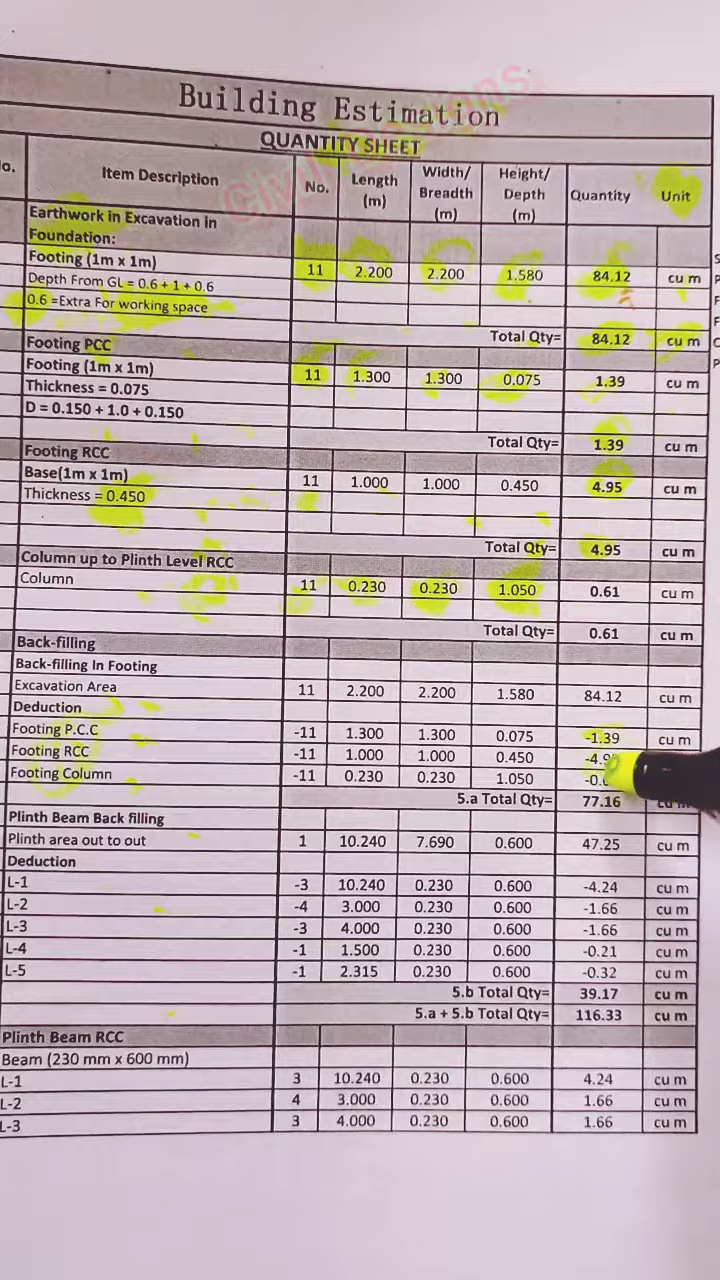 Building Estimation
QUANTITY SHEET
Item Description No. Length (m) Width/ Breadth (m) Height/ Depth (m) Quantity Unit
Earthwork in Excavation in
Foundation:
Footing (1m x 1m) 11 2.200 2.200 1.580 84.12 cu m
Depth From GL = 0.6 + 1 + 0.6
0.6 =Extra For working space
Total Qty= 84.12 cu m
Footing PCC
Footing (1m x 1m) 11 1.300 1.300 0.075 1.39 cu m
Thickness = 0.075
D = 0.150 + 1.0 + 0.150
Total Qty= 1.39 cu m
Footing RCC
Base(1m x 1m) 11 1.000 1.000 0.450 4.95 cu m
Thickness = 0.450
Total Qty= 4.95 cu m
Column up to Plinth Level RCC
Column 11 0.230 0.230 1.050 0.61 cu m
Total Qty= 0.61 cu m
Back-filling
Back-filling In Footing
Excavation Area 11 2.200 2.200 1.580 84.12 cu m
Deduction
Footing P.C.C -11 1.300 1.300 0.075 -1.39 cu m
Footing RCC -11 1.000 1.000 0.450
Footing Column -11 0.230 0.230 1.050
5.a Total Qty= 77.16 cu m
Plinth Beam Back filling
Plinth area out to out 1 10.240 7.690 0.600 47.25 cu m
Deduction
L-1 -3 10.240 0.230 0.600 -4.24 cu m
L-2 -4 3.000 0.230 0.600 -1.66 cu m
L-3 -3 4.000 0.230 0.600 -1.66 cu m
L-4 -1 1.500 0.230 0.600 -0.21 cu m
L-5 -1 2.315 0.230 0.600 -0.32 cu m
5.b Total Qty= 39.17 cu m
5.a + 5.b Total Qty= 116.33 cu m
Plinth Beam RCC
Beam (230 mm x 600 mm)
L-1 3 10.240 0.230 0.600 4.24 cu m
L-2 4 3.000 0.230 0.600 1.66 cu m
L-3 3 4.000 0.230 0.600 1.66 cu m